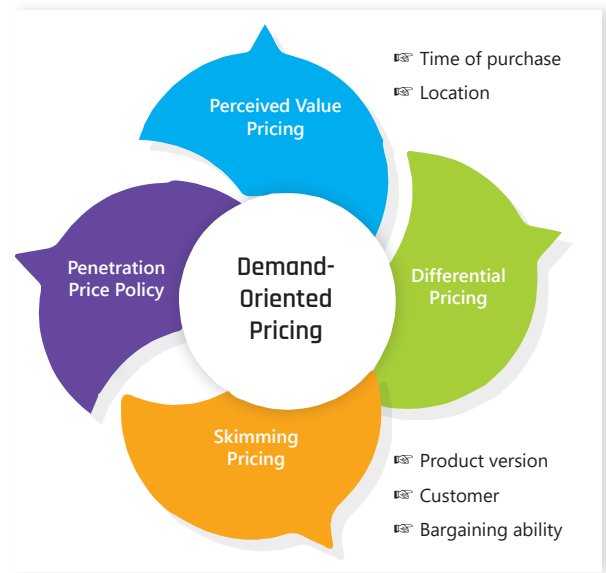 Perceived Value
Pricing
☞ Time of purchase
☞ Location
Penetration
Price Policy
Demand-
Oriented
Pricing
Differential
Pricing
Skimming
Pricing
☞ Product version
☞ Customer
☞ Bargaining ability